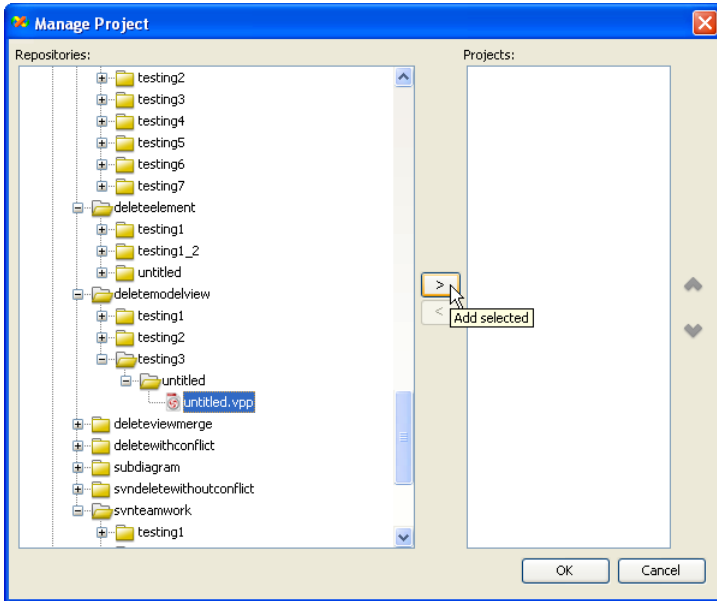 Manage Project
Repositories:
Projects:
testing2
testing3
testing4
testing5
testing6
testing7
deleteelement
testing1
testing1_2
untitled
deletemodelview
testing1
testing2
testing3
untitled
untitled.vpp
deleteviewmerge
deletewithconflict
subdiagram
svndeletewithoutconflict
svnteamwork
testing1
>
<
Add selected
OK
Cancel